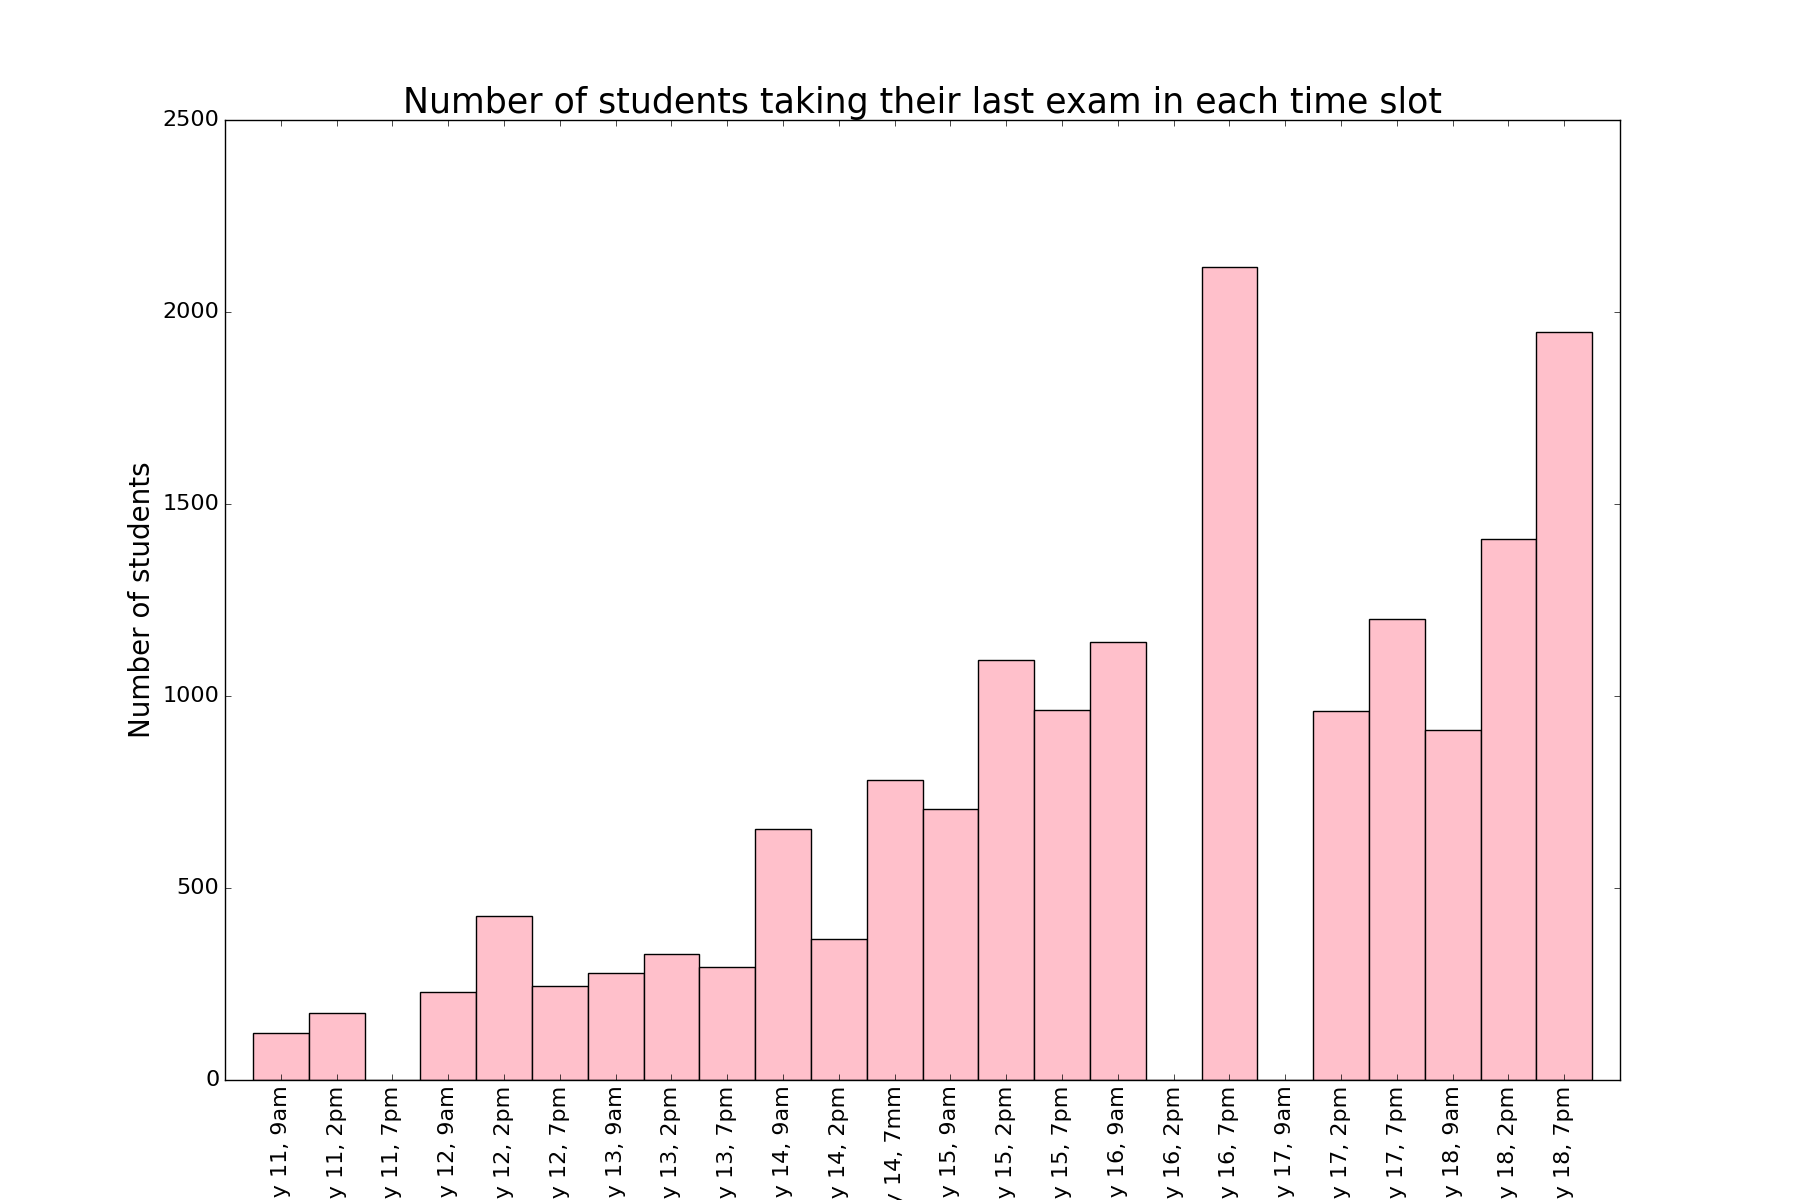 Number of students taking their last exam in each time slot
2500
2000
1500
1000
500
0
Number of students
y 11, 9am
y 11, 2pm
y 11, 7pm
y 12, 9am
y 12, 2pm
y 12, 7pm
y 13, 9am
y 13, 2pm
y 13, 7pm
y 14, 9am
y 14, 2pm
y 14, 7mm
y 15, 9am
y 15, 2pm
y 15, 7pm
y 16, 9am
y 16, 2pm
y 16, 7pm
y 17, 9am
y 17, 2pm
y 17, 7pm
y 18, 9am
y 18, 2pm
y 18, 7pm